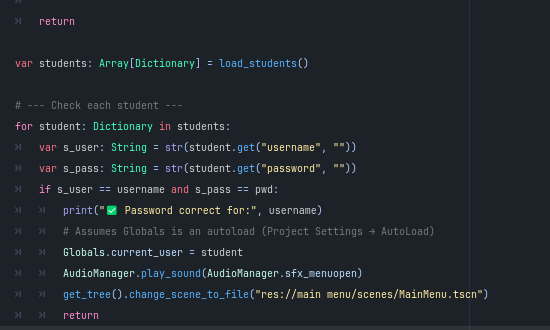 return
var students: Array[Dictionary] = load_students()
# --- Check each student ---
for student: Dictionary in students:
var s_user: String = str(student.get("username", ""))
var s_pass: String = str(student.get("password", ""))
if s_user == username and s_pass == pwd:
print("✅ Password correct for:", username)
# Assumes Globals is an autoload (Project Settings → AutoLoad)
Globals.current_user = student
AudioManager.play_sound(AudioManager.sfx_menuopen)
get_tree().change_scene_to_file("res://main menu/scenes/MainMenu.tscn")
return